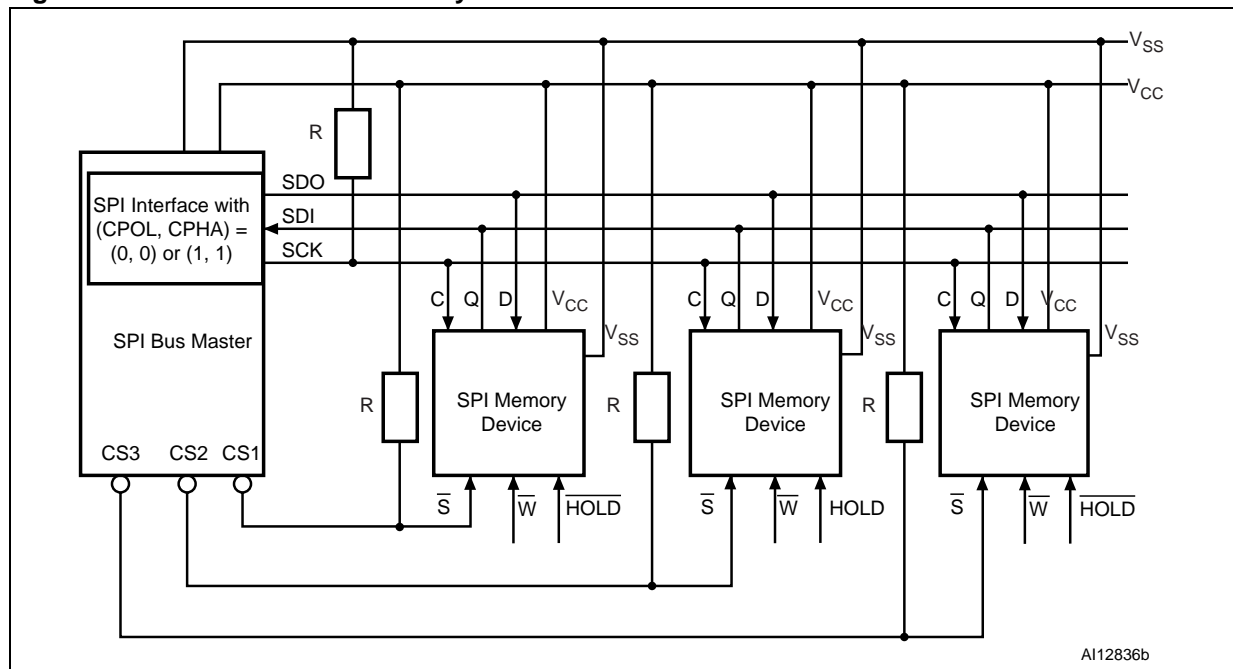 VSS
VCC
R
SDO
SPI Interface with
(CPOL, CPHA) =
(0, 0) or (1, 1)
SDI
SCK
SPI Bus Master
C Q D VCC VSS
C Q D VCC VSS
C Q D VCC VSS
R
SPI Memory
Device
R
SPI Memory
Device
R
SPI Memory
Device
CS3 CS2 CS1
S̅ W̅ H̅O̅L̅D̅
S̅ W̅ HOLD
S̅ W̅ H̅O̅L̅D̅
AI12836b